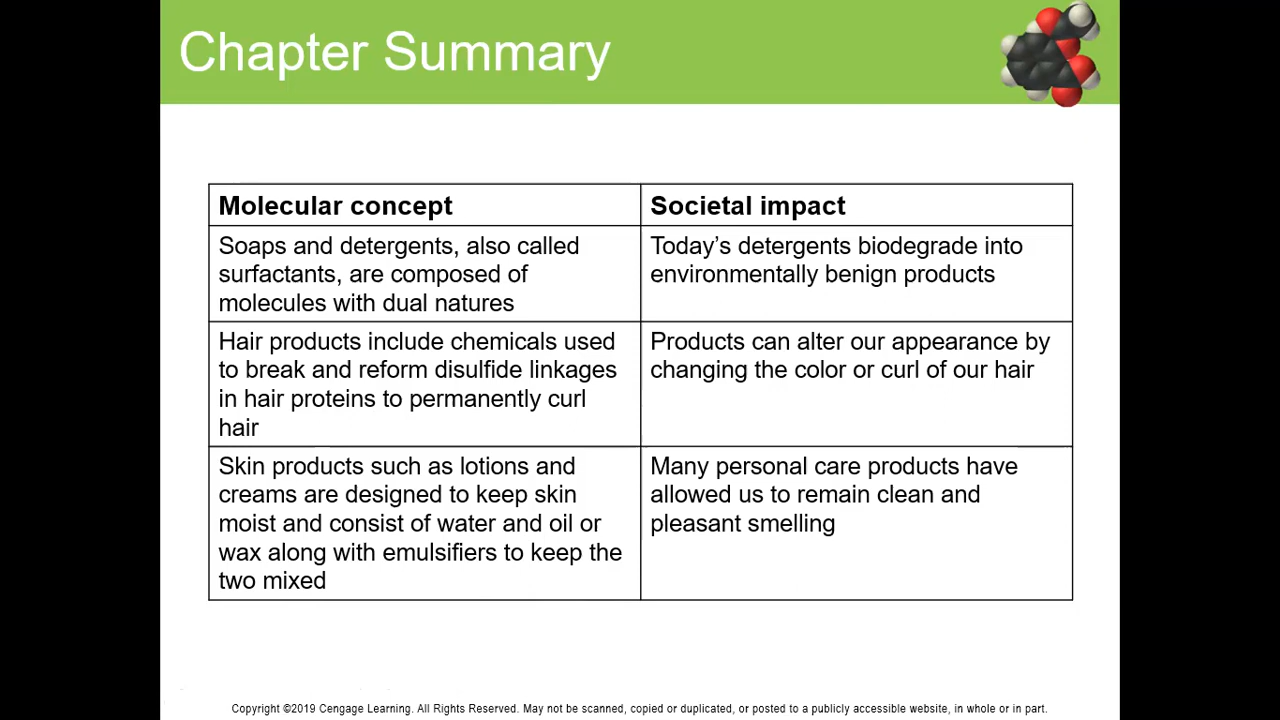 Chapter Summary
Molecular concept
Societal impact
Soaps and detergents, also called
surfactants, are composed of
molecules with dual natures
Today’s detergents biodegrade into
environmentally benign products
Hair products include chemicals used
to break and reform disulfide linkages
in hair proteins to permanently curl
hair
Products can alter our appearance by
changing the color or curl of our hair
Skin products such as lotions and
creams are designed to keep skin
moist and consist of water and oil or
wax along with emulsifiers to keep the
two mixed
Many personal care products have
allowed us to remain clean and
pleasant smelling
Copyright ©2019 Cengage Learning. All Rights Reserved. May not be scanned, copied or duplicated, or posted to a publicly accessible website, in whole or in part.